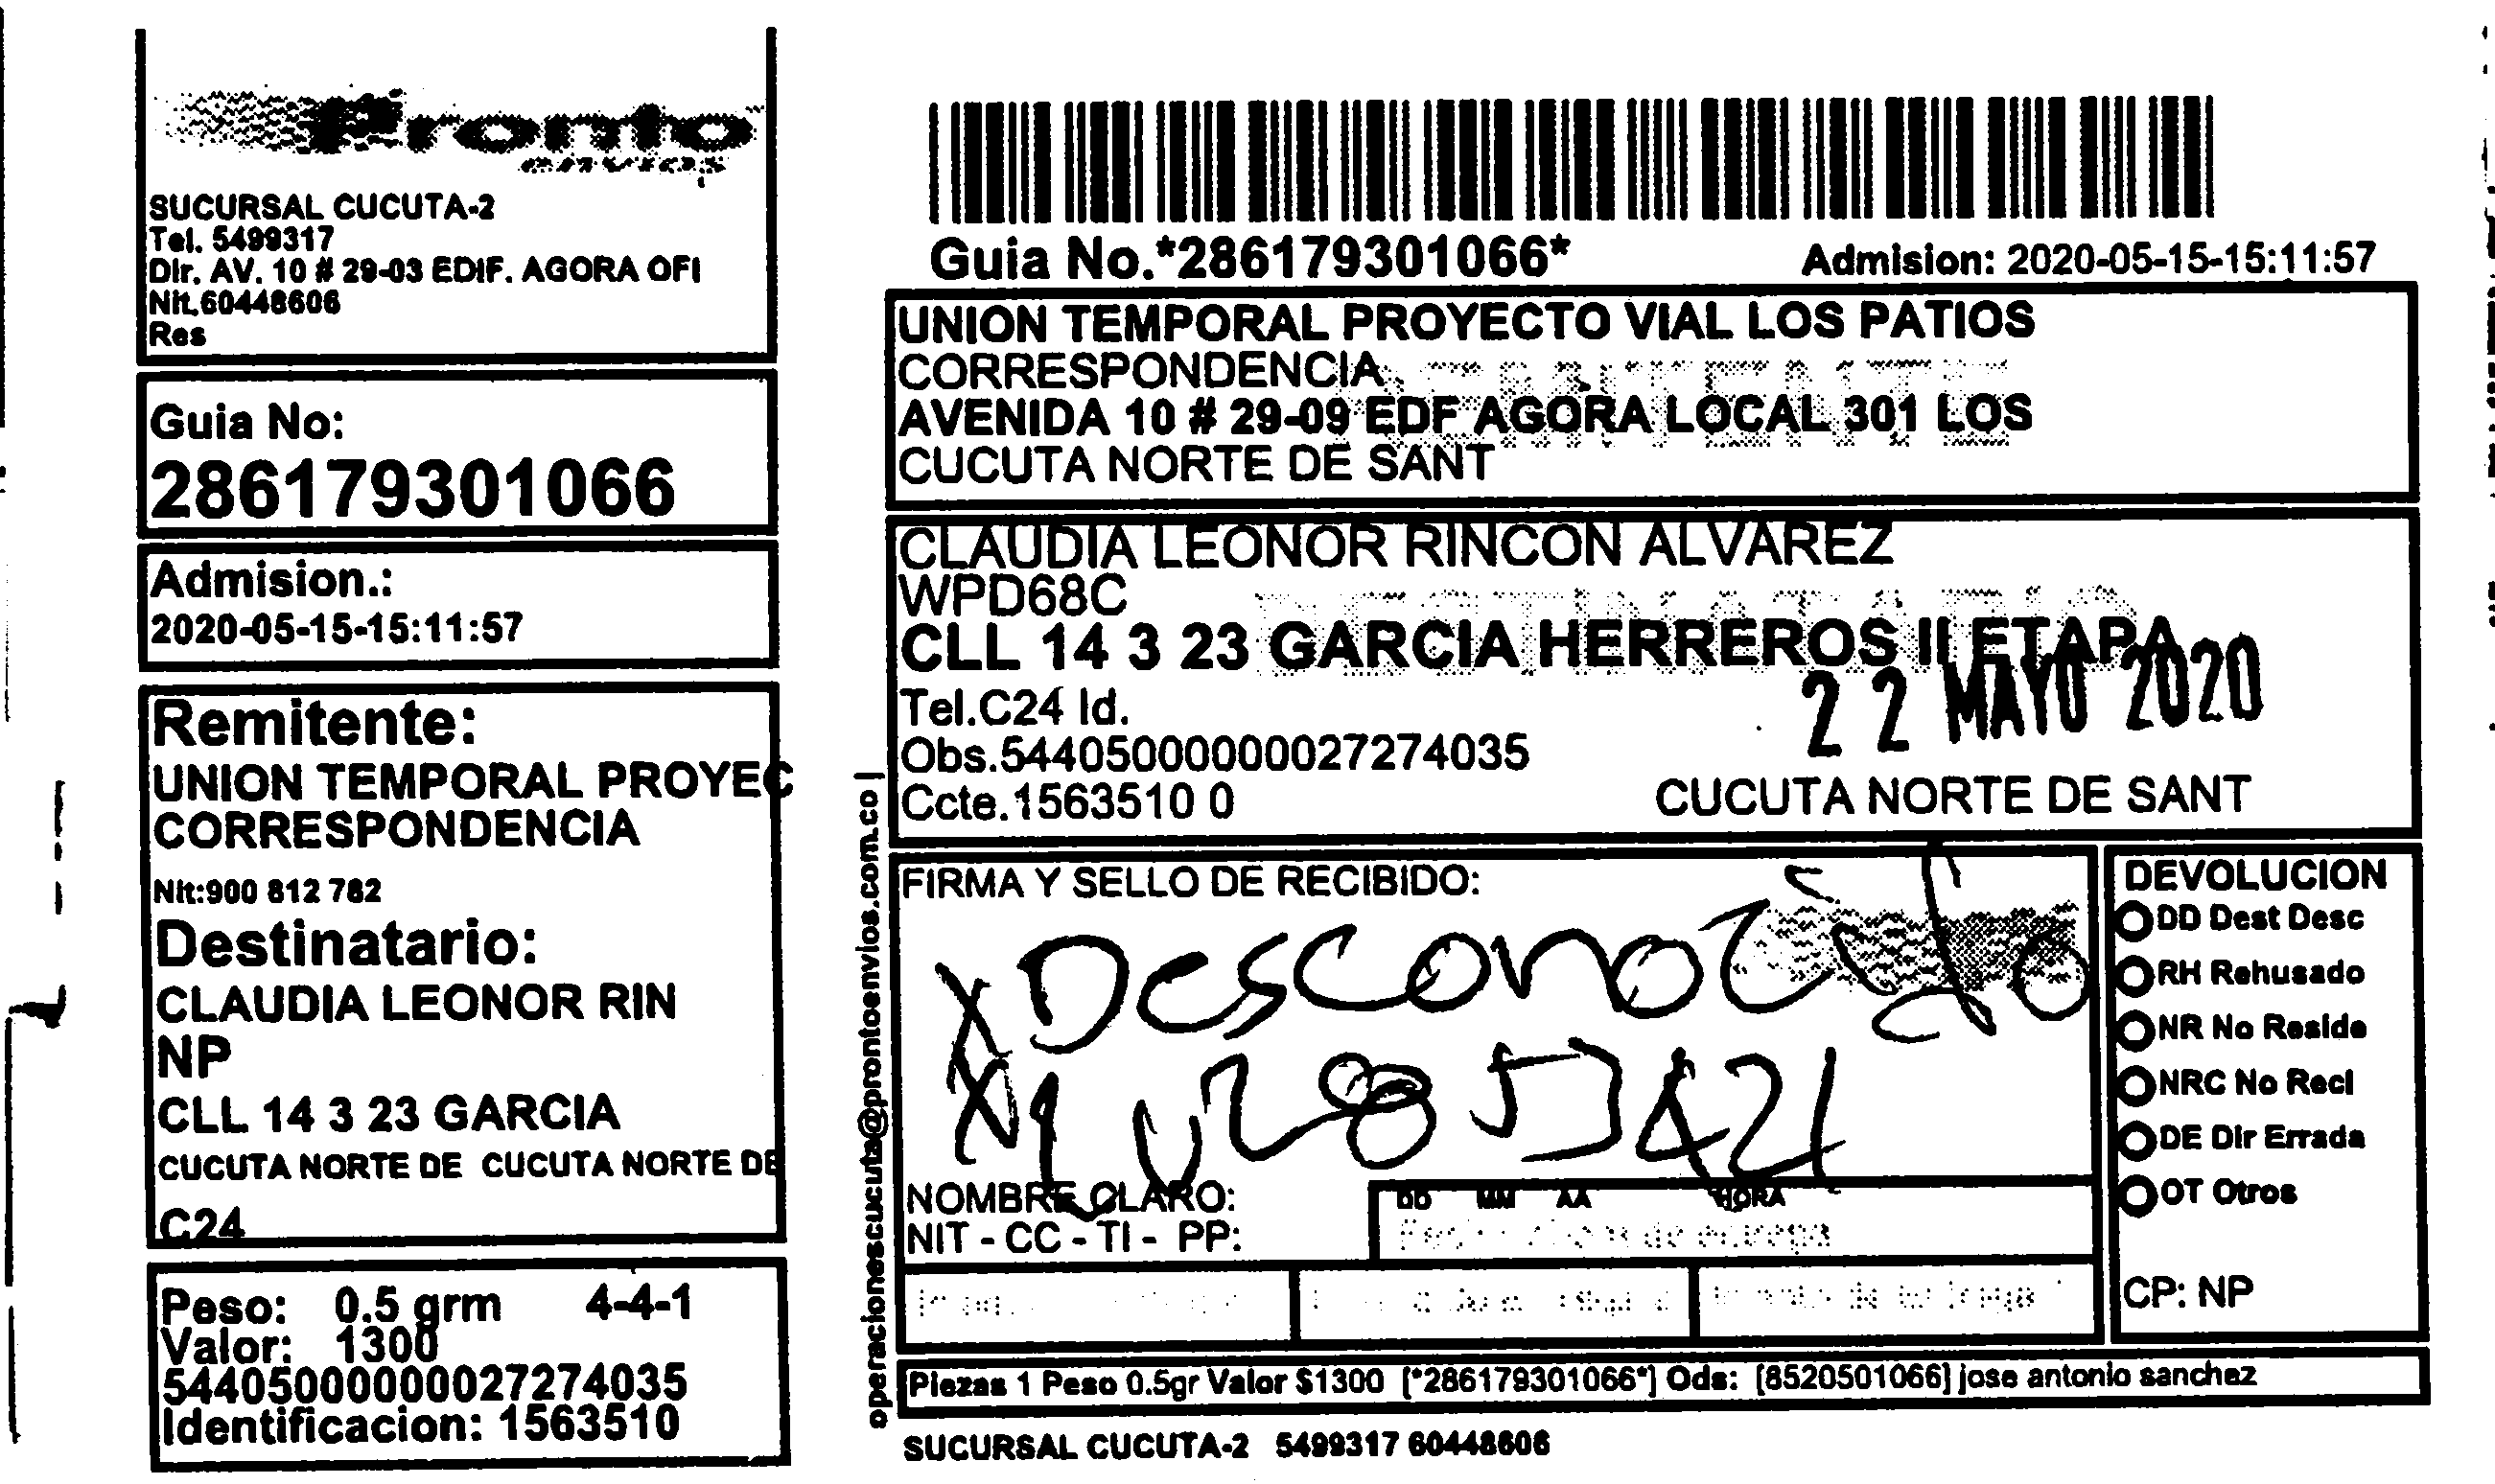 Pronto
envios
SUCURSAL CUCUTA-2
Tel. 5499317
Dir. AV. 10 # 29-03 EDIF. AGORA OFI
Nit.60448606
Res
Guia No:
286179301066
Admision.:
2020-05-15-15:11:57
Remitente:
UNION TEMPORAL PROYEC
CORRESPONDENCIA
Nit:900 812 782
Destinatario:
CLAUDIA LEONOR RIN
NP
CLL 14 3 23 GARCIA
CUCUTA NORTE DE CUCUTA NORTE DE
C24
Peso: 0.5 grm 4-4-1
Valor: 1300
54405000000027274035
Identificacion: 1563510
Guia No.*286179301066*
Admision: 2020-05-15-15:11:57
UNION TEMPORAL PROYECTO VIAL LOS PATIOS
CORRESPONDENCIA
REMITENTE
AVENIDA 10 # 29-09 EDF AGORA LOCAL 301 LOS
CUCUTA NORTE DE SANT
CLAUDIA LEONOR RINCON ALVAREZ
WPD68C
DESTINATARIO
CLL 14 3 23 GARCIA HERREROS II ETAPA
22 MAYO 2020
Tel.C24 Id.
Obs.54405000000027274035
Ccte.1563510 0
CUCUTA NORTE DE SANT
operacionescucuta@prontoenvios.com.co |
FIRMA Y SELLO DE RECIBIDO:
X Desconocido
NOMBRE CLARO:
NIT - CC - TI - PP:
DD MM AA HORA
DEVOLUCION
DD Dest Desc
RH Rehusado
NR No Reside
NRC No Recl
DE Dir Errada
OT Otros
CP: NP
Piezas 1 Peso 0.5gr Valor $1300 [*286179301066*] Ods: [8520501066] jose antonio sanchez
SUCURSAL CUCUTA-2 5499317 60448606